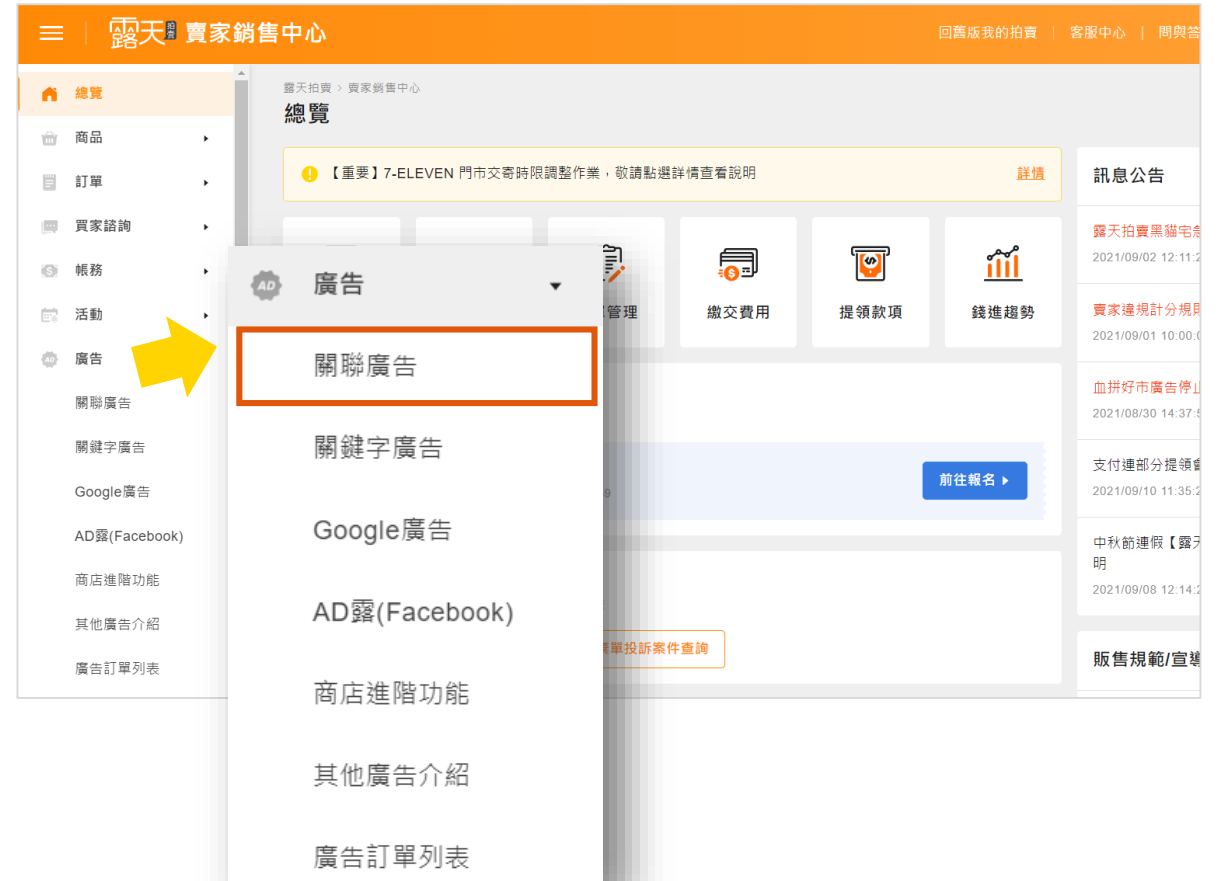 露天拍賣 賣家銷售中心
回舊版我的拍賣 | 客服中心 | 問與答
總覽
商品
訂單
買家諮詢
帳務
活動
廣告
關聯廣告
關鍵字廣告
Google廣告
AD露(Facebook)
商店進階功能
其他廣告介紹
廣告訂單列表
露天拍賣 > 賣家銷售中心
總覽
【重要】7-ELEVEN 門市交寄時限調整作業,敬請點選詳情查看說明
詳情
管理
繳交費用
提領款項
錢進趨勢
9
前往報名
單投訴案件查詢
AD
廣告
關聯廣告
關鍵字廣告
Google廣告
AD露(Facebook)
商店進階功能
其他廣告介紹
廣告訂單列表
訊息公告
露天拍賣黑貓宅急
2021/09/02 12:11:2
賣家違規計分規則
2021/09/01 10:00:0
血拼好市廣告停止
2021/08/30 14:37:5
支付連部分提領會
2021/09/10 11:35:2
中秋節連假【露天
明
2021/09/08 12:14:2
販售規範/宣導